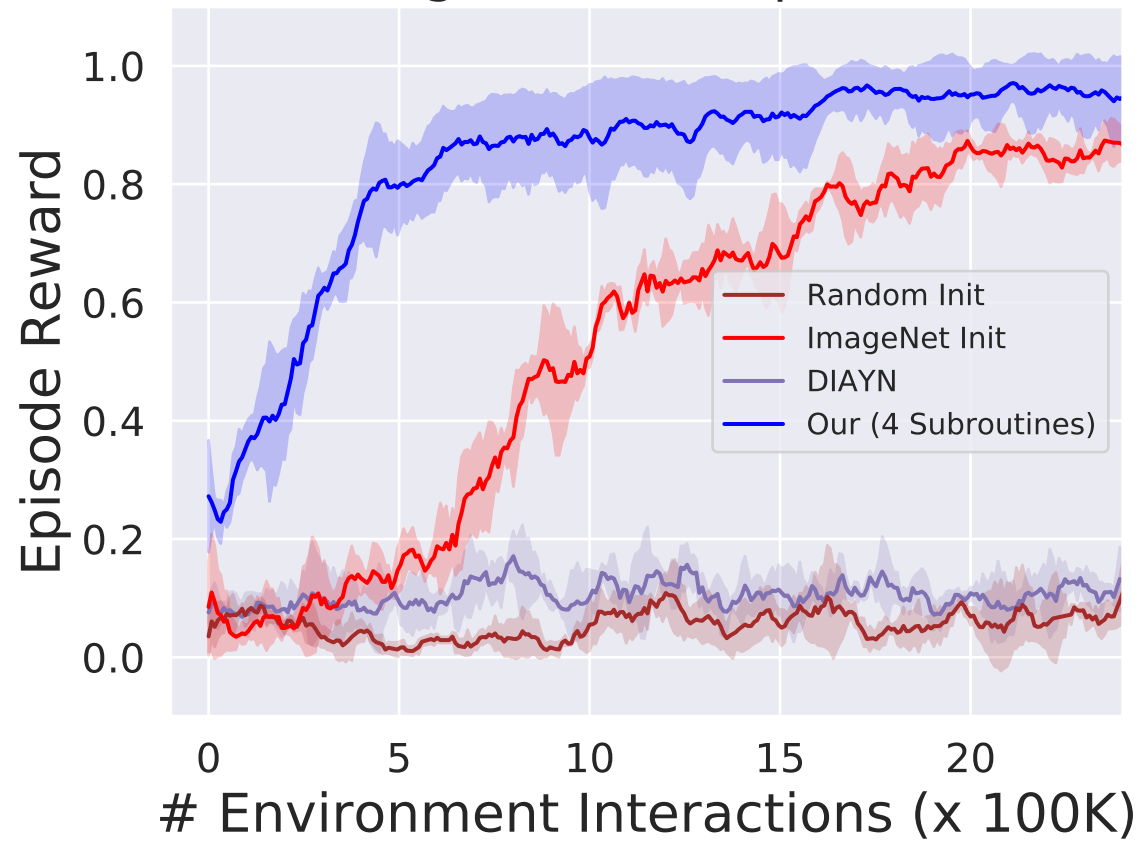 1.0
0.8
0.6
0.4
0.2
0.0
Episode Reward
Random Init
ImageNet Init
DIAYN
Our (4 Subroutines)
0 5 10 15 20
# Environment Interactions (x 100K)